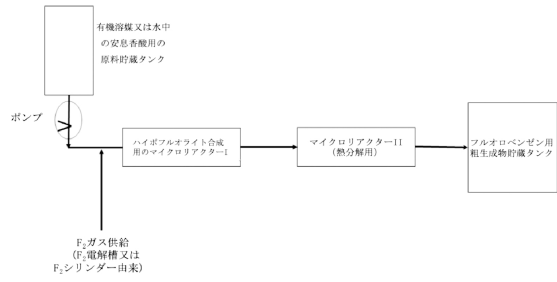 有機溶媒又は水中
の安息香酸用の
原料貯蔵タンク
ポンプ
ハイポフルオライト合成
用のマイクロリアクターI
マイクロリアクターII
(熱分解用)
フルオロベンゼン用
粗生成物貯蔵タンク
F₂ガス供給
(F₂電解槽又は
F₂シリンダー由来)